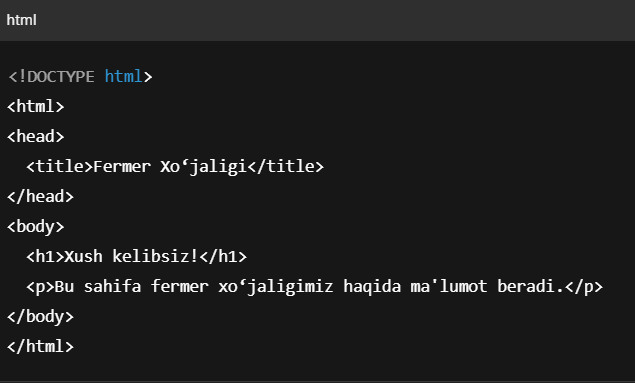 html
<!DOCTYPE html>
<html>
<head>
  <title>Fermer Xo‘jaligi</title>
</head>
<body>
  <h1>Xush kelibsiz!</h1>
  <p>Bu sahifa fermer xo‘jaligimiz haqida ma'lumot beradi.</p>
</body>
</html>